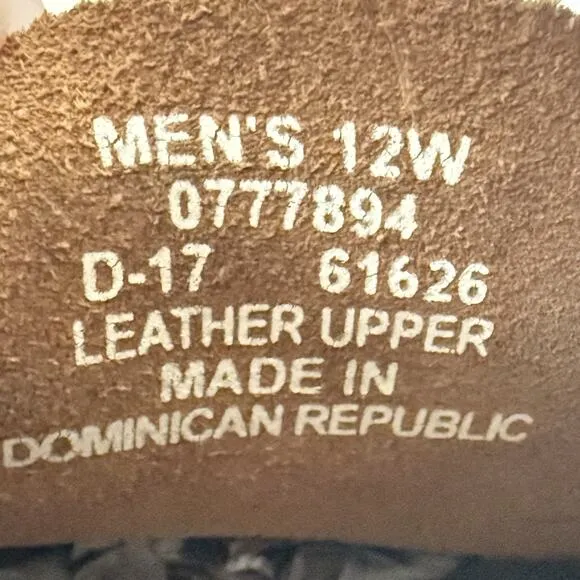 MEN'S 12W
0777894
D-17 61626
LEATHER UPPER
MADE IN
DOMINICAN REPUBLIC